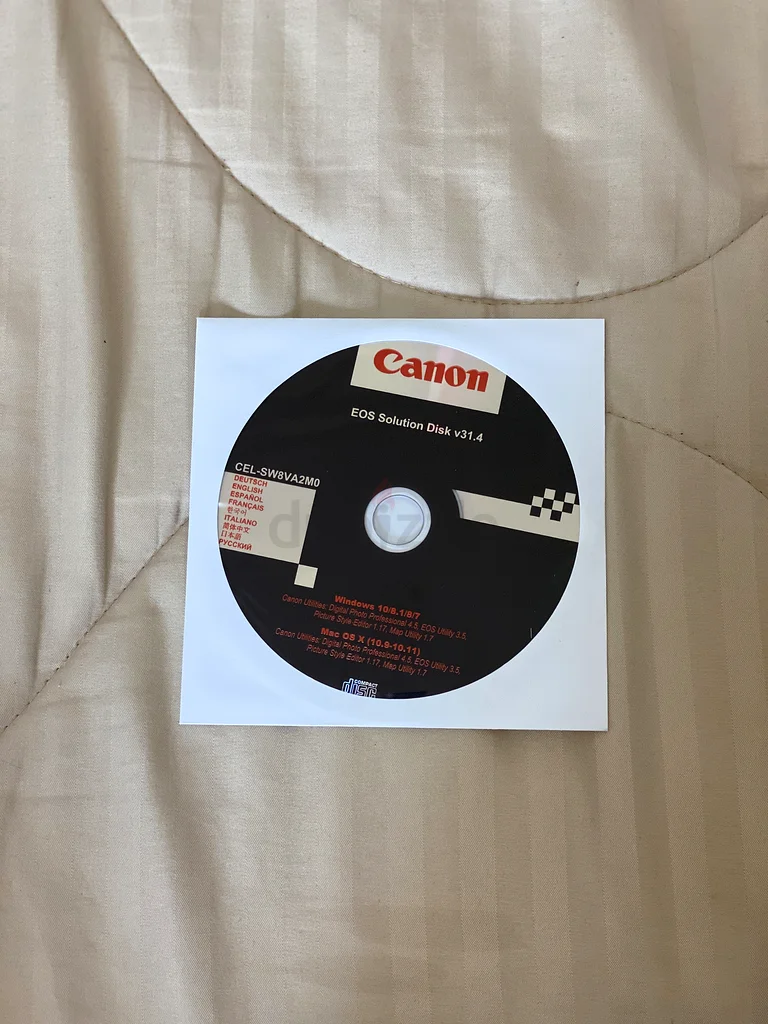 Canon
EOS Solution Disk v31.4
CEL-SW8VA2M0
DEUTSCH
ENGLISH
ESPAÑOL
FRANÇAIS
한국어
ITALIANO
简体中文
日本語
РУССКИЙ
Windows 10/8.1/8/7
Canon Utilities: Digital Photo Professional 4.5, EOS Utility 3.5,
Picture Style Editor 1.17, Map Utility 1.7
Mac OS X (10.9-10.11)
Canon Utilities: Digital Photo Professional 4.5, EOS Utility 3.5,
Picture Style Editor 1.17, Map Utility 1.7
COMPACT
disc